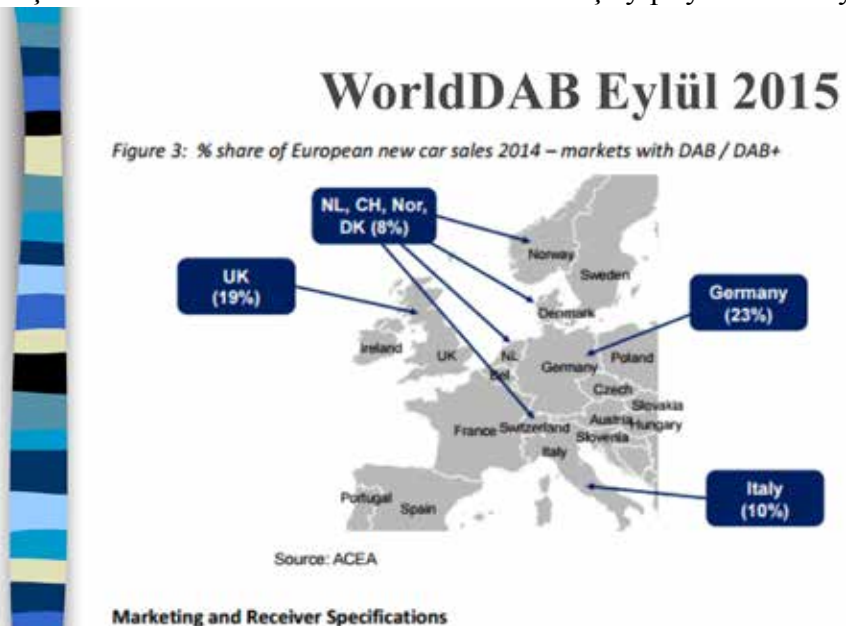 WorldDAB Eylül 2015
Figure 3: % share of European new car sales 2014 – markets with DAB / DAB+
NL, CH, Nor,
DK (8%)
Norway
Sweden
UK
(19%)
Germany
(23%)
Denmark
Ireland
UK
NL
Bel
Germany
Poland
Czech
Slovakia
France
Switzerland
Austria
Hungary
Slovenia
Italy
Portugal
Spain
Italy
(10%)
Source: ACEA
Marketing and Receiver Specifications